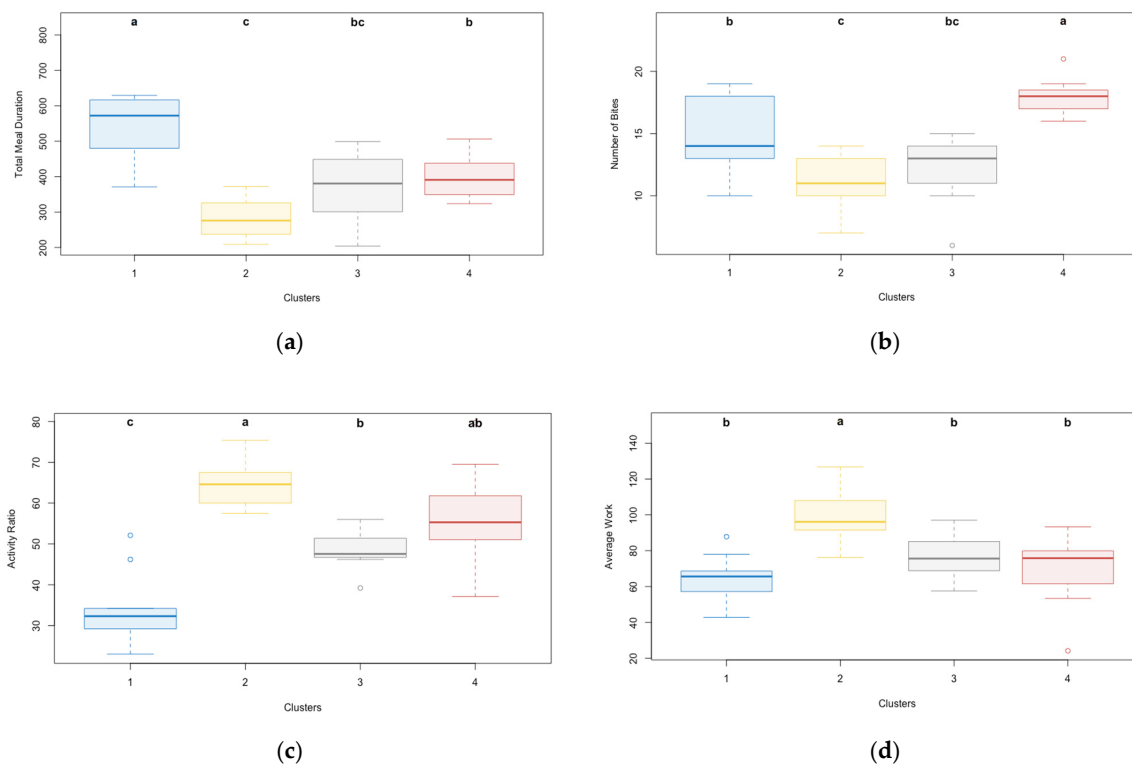 a c bc b
800
700
600
500
400
300
200
Total Meal Duration
1 2 3 4
Clusters
(a)
b c bc a
20
15
10
Number of Bites
1 2 3 4
Clusters
(b)
c a b ab
80
70
60
50
40
30
Activity Ratio
1 2 3 4
Clusters
(c)
b a b b
140
120
100
80
60
40
20
Average Work
1 2 3 4
Clusters
(d)